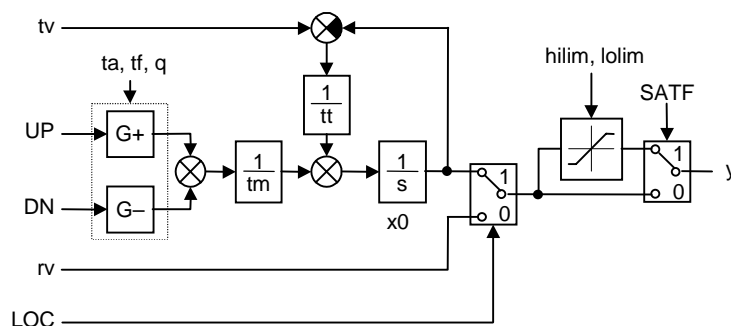 tv
ta, tf, q
hilim, lolim
SATF
1
tt
UP
G+
1
tm
1
s
1
0
1
0
y
DN
G–
x0
rv
LOC